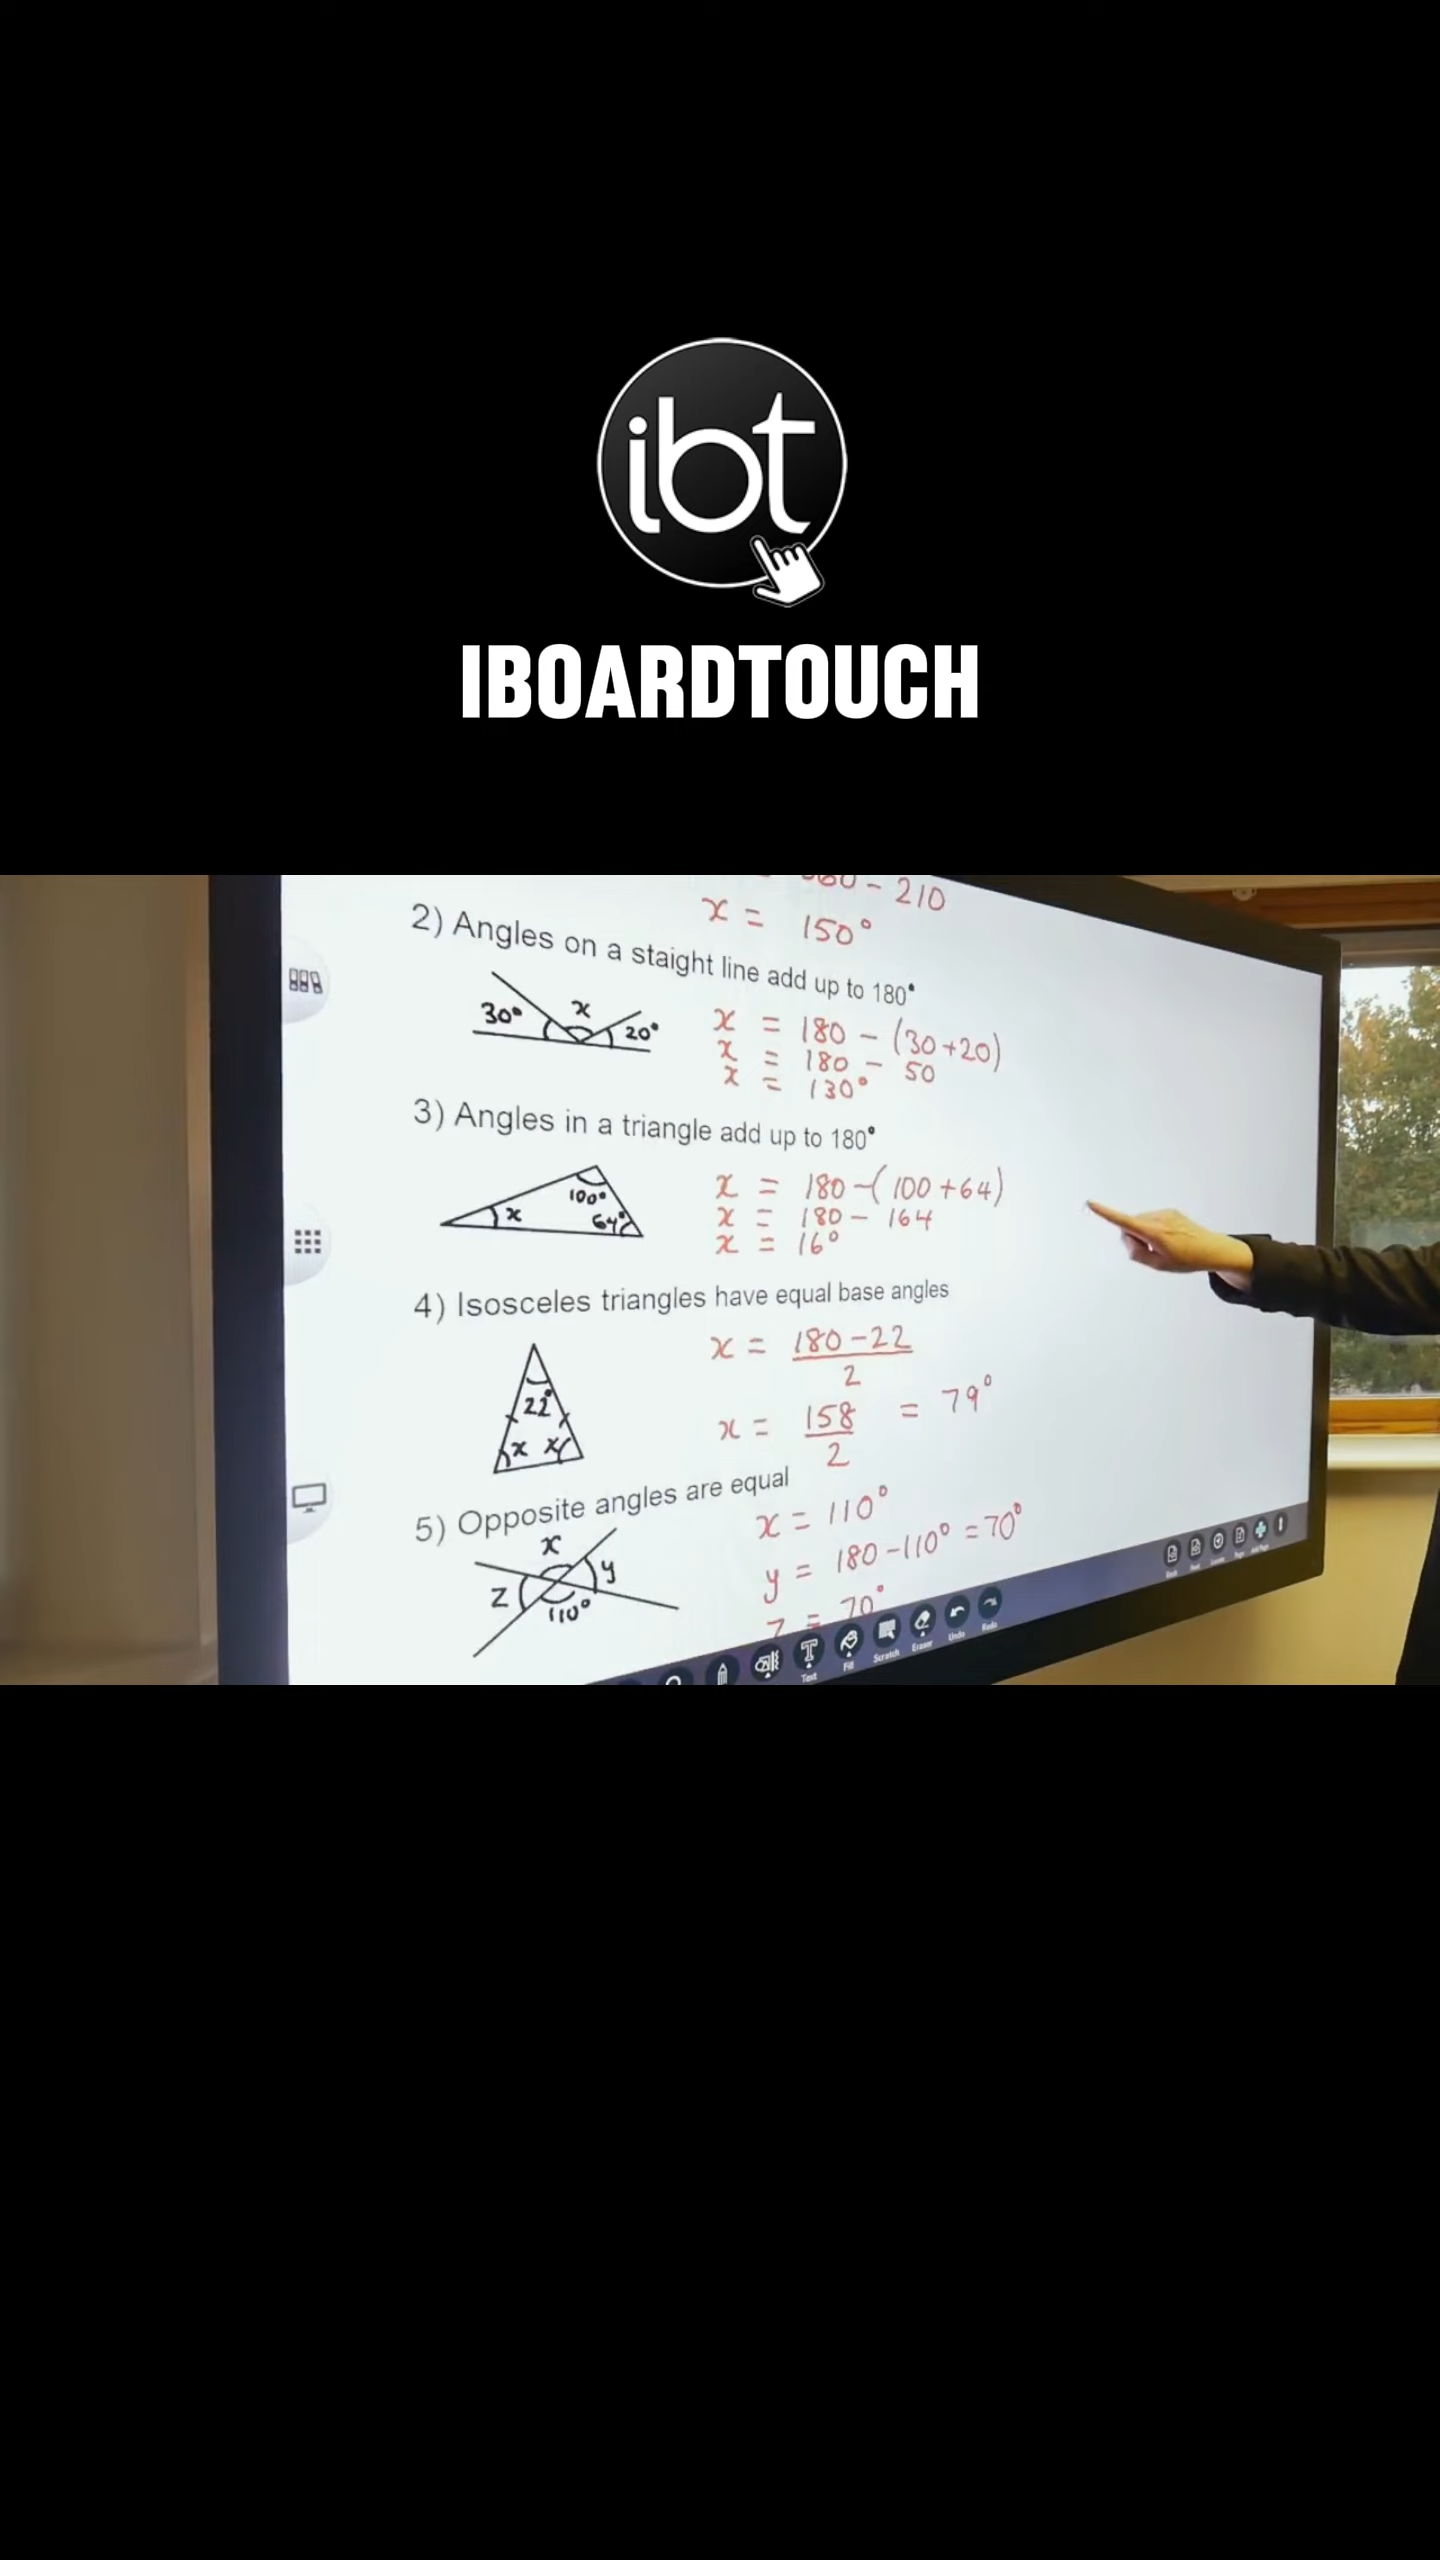 ibt
IBOARDTOUCH
- 210
x = 150°
2) Angles on a staight line add up to 180°
30° x 20°
x = 180 - (30+20)
x = 180 - 50
x = 130°
3) Angles in a triangle add up to 180°
100°
x 64°
x = 180 - (100+64)
x = 180 - 164
x = 16°
4) Isosceles triangles have equal base angles
22°
x x
x = 180-22
2
x = 158 = 79°
2
5) Opposite angles are equal
x
z y
110°
x = 110°
y = 180-110° = 70°
z = 70°
Text Fill Scratch Eraser Undo Redo